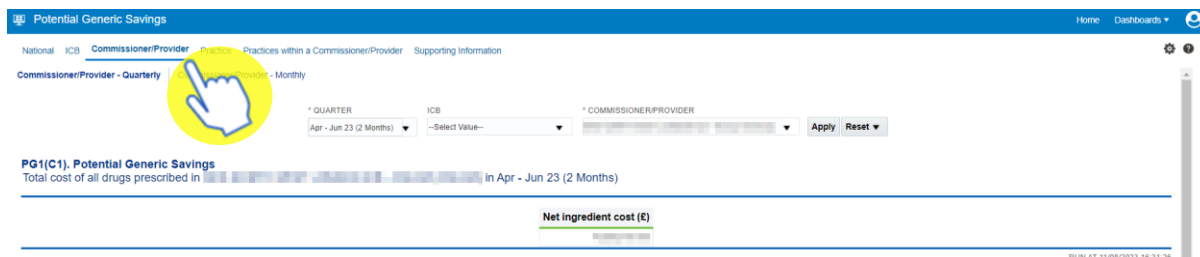 Potential Generic Savings Home Dashboards
National ICB Commissioner/Provider Practice Practices within a Commissioner/Provider Supporting Information
Commissioner/Provider - Quarterly Provider - Monthly
* QUARTER ICB * COMMISSIONER/PROVIDER
Apr - Jun 23 (2 Months) --Select Value-- Apply Reset
PG1(C1). Potential Generic Savings
Total cost of all drugs prescribed in in Apr - Jun 23 (2 Months)
Net ingredient cost (£)